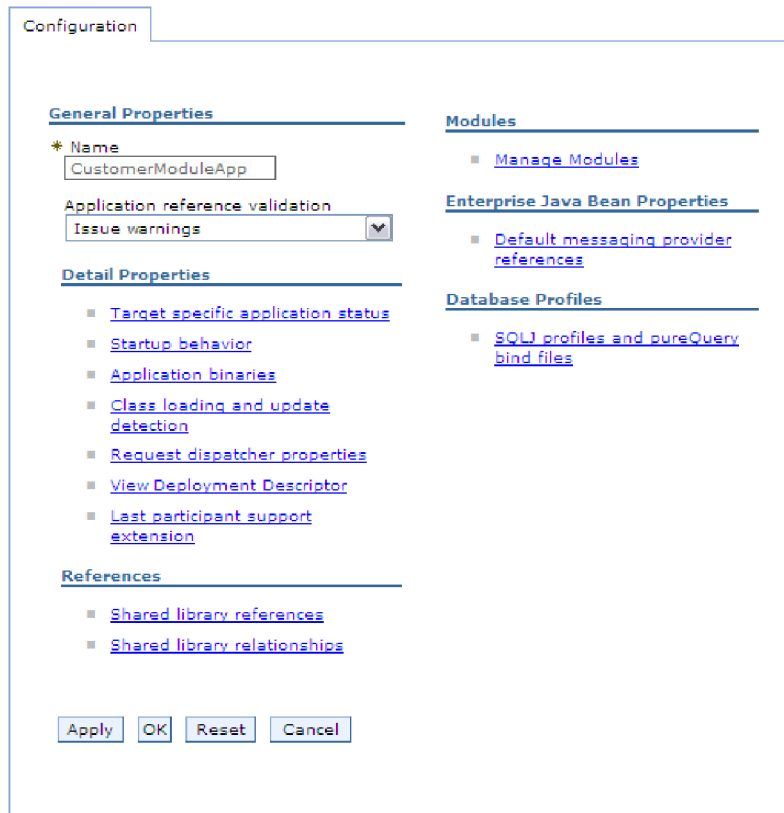 Configuration
General Properties
* Name
CustomerModuleApp
Application reference validation
Issue warnings
Detail Properties
Target specific application status
Startup behavior
Application binaries
Class loading and update
detection
Request dispatcher properties
View Deployment Descriptor
Last participant support
extension
References
Shared library references
Shared library relationships
Modules
Manage Modules
Enterprise Java Bean Properties
Default messaging provider
references
Database Profiles
SQLJ profiles and pureQuery
bind files
Apply OK Reset Cancel